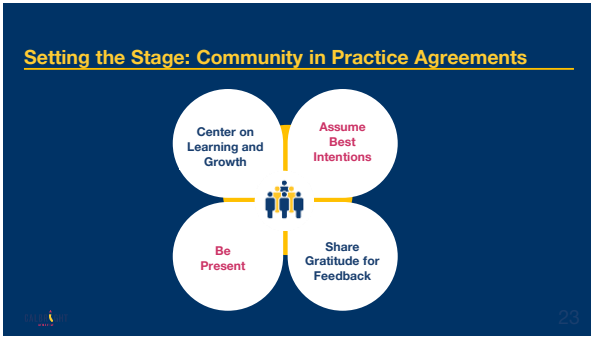 Setting the Stage: Community in Practice Agreements
Center on
Learning and
Growth
Assume
Best
Intentions
Be
Present
Share
Gratitude for
Feedback
23